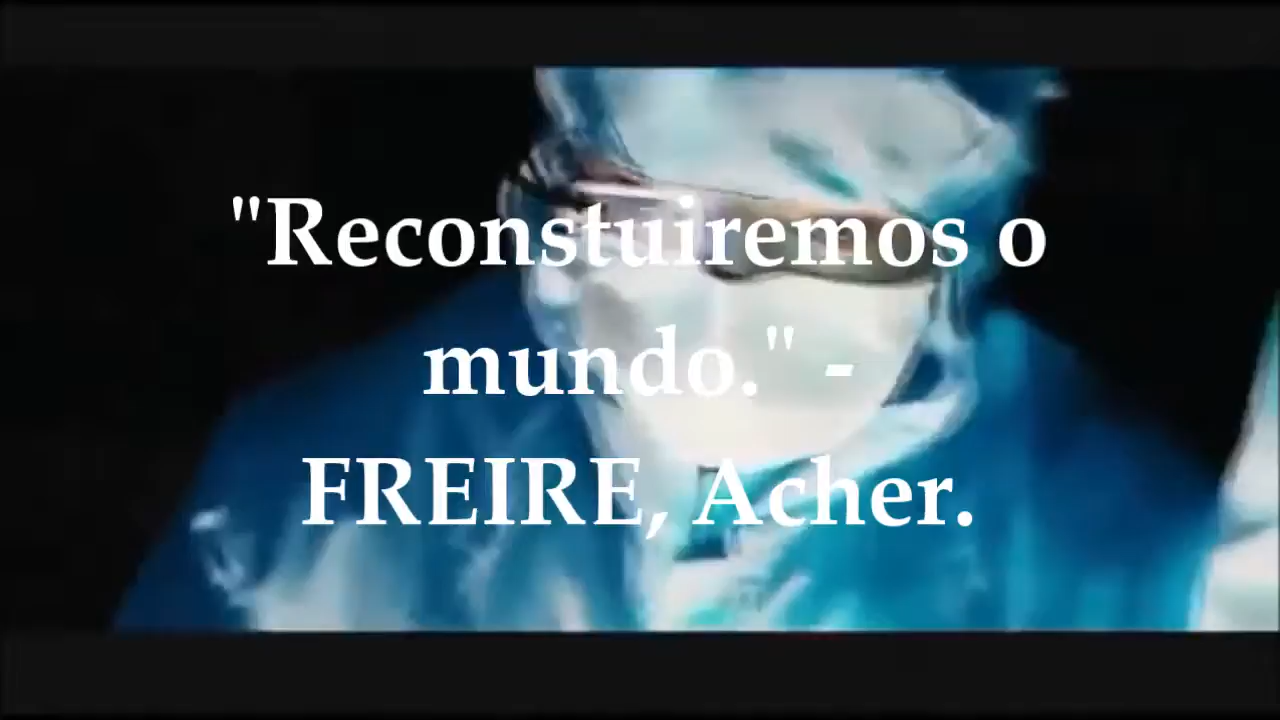 "Reconstuiremos o
mundo." -
FREIRE, Acher.